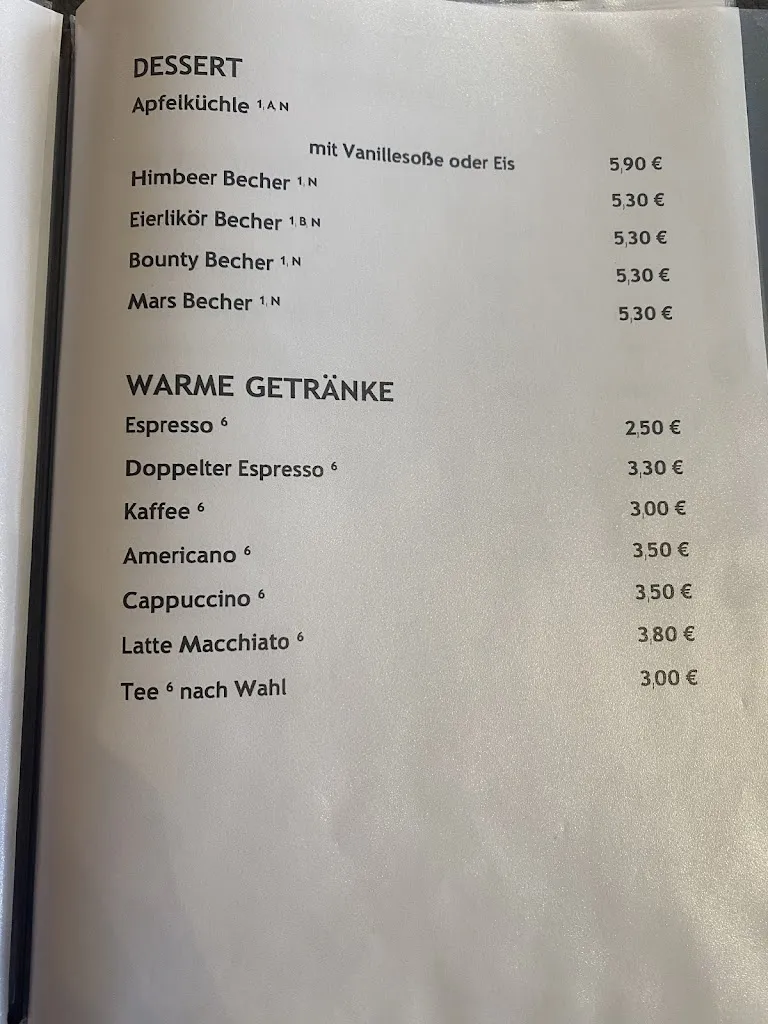 DESSERT
Apfelküchle 1, A N
mit Vanillesoße oder Eis 5,90 €
Himbeer Becher 1, N 5,30 €
Eierlikör Becher 1, B, N 5,30 €
Bounty Becher 1, N 5,30 €
Mars Becher 1, N 5,30 €
WARME GETRÄNKE
Espresso 6 2,50 €
Doppelter Espresso 6 3,30 €
Kaffee 6 3,00 €
Americano 6 3,50 €
Cappuccino 6 3,50 €
Latte Macchiato 6 3,80 €
Tee 6 nach Wahl 3,00 €